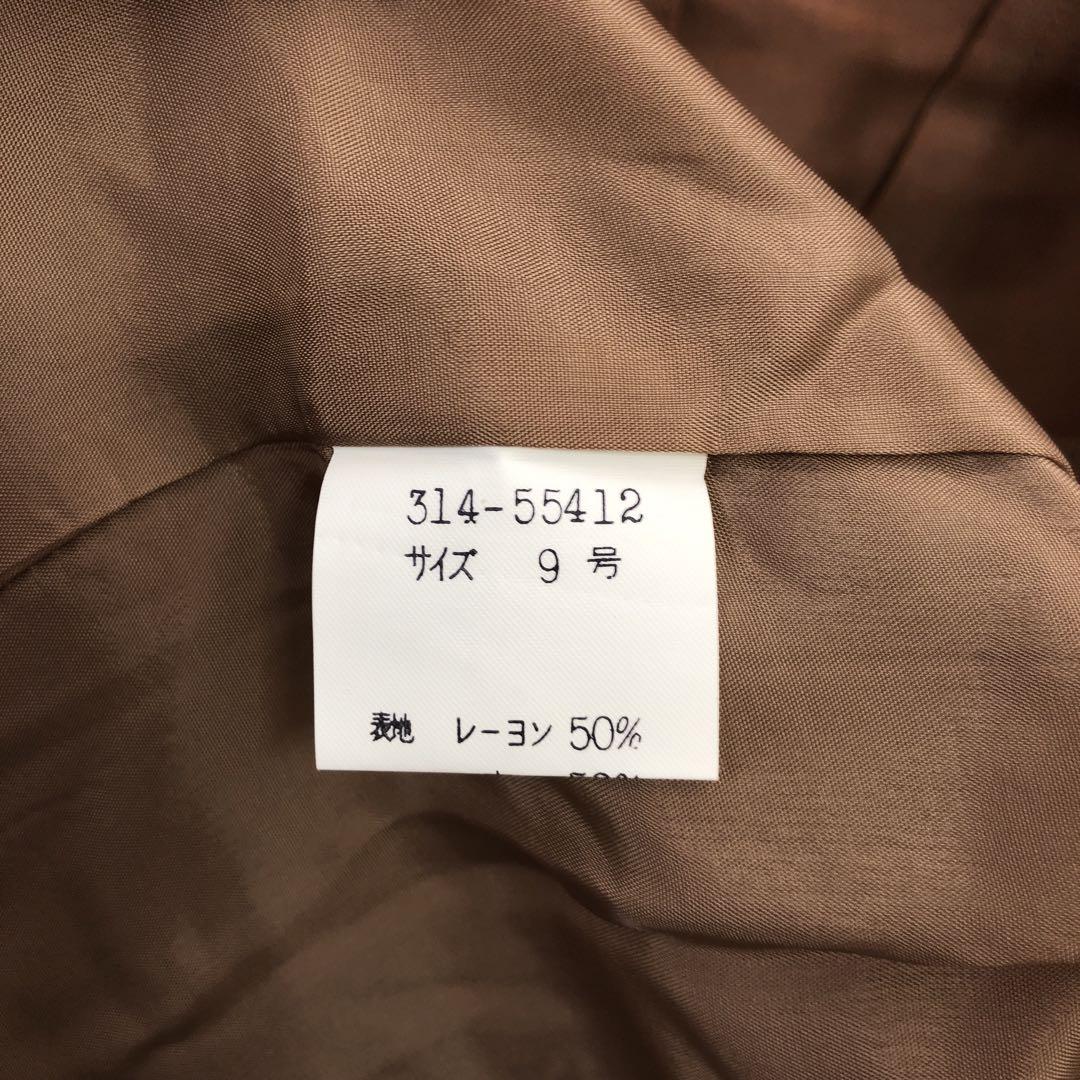 314-55412
サイズ 9 号
表地 レーヨン 50%